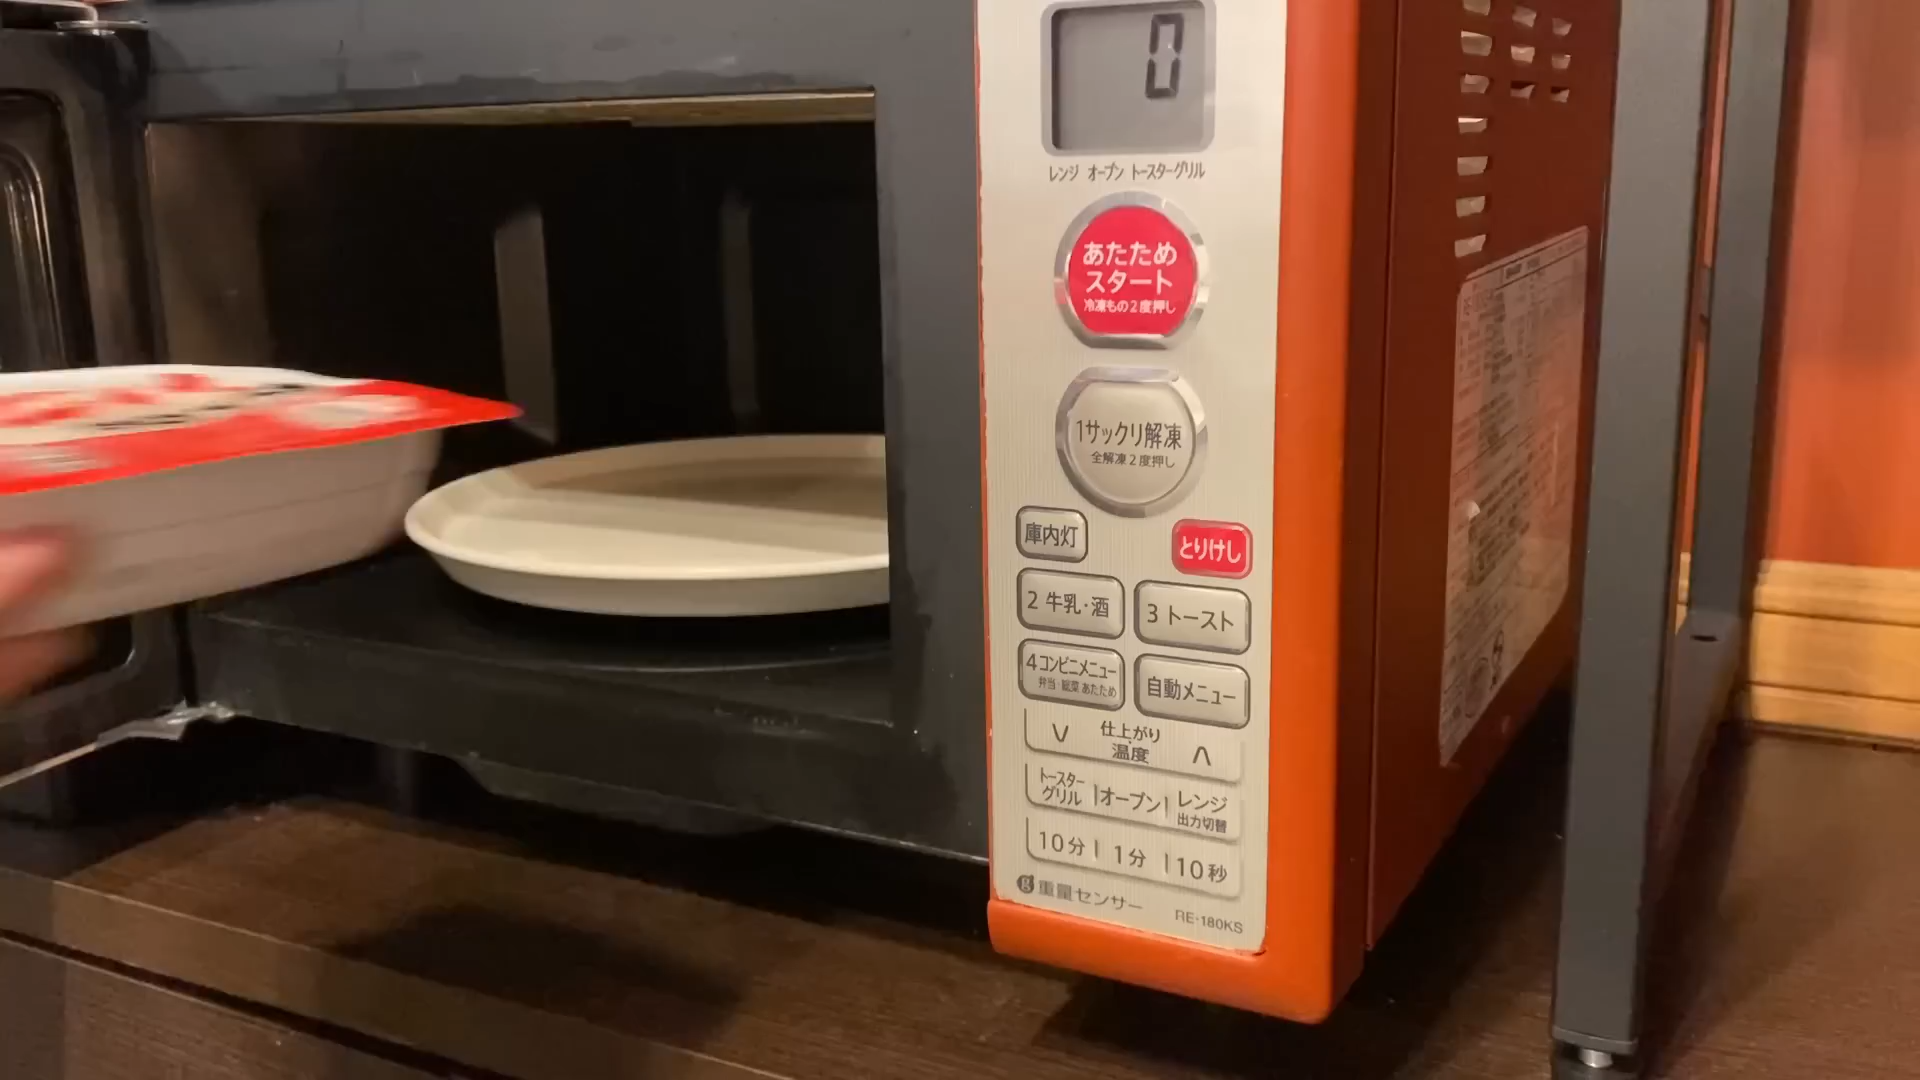 0
レンジ オーブン トースターグリル
あたため
スタート
冷凍もの2度押し
1サックリ解凍
全解凍2度押し
庫内灯
とりけし
2 牛乳・酒
3 トースト
4コンビニメニュー
弁当・総菜 あたため
自動メニュー
仕上がり
温度
トースター
グリル
オーブン
レンジ
出力切替
10分
1分
10秒
g 重量センサー
RE-180KS